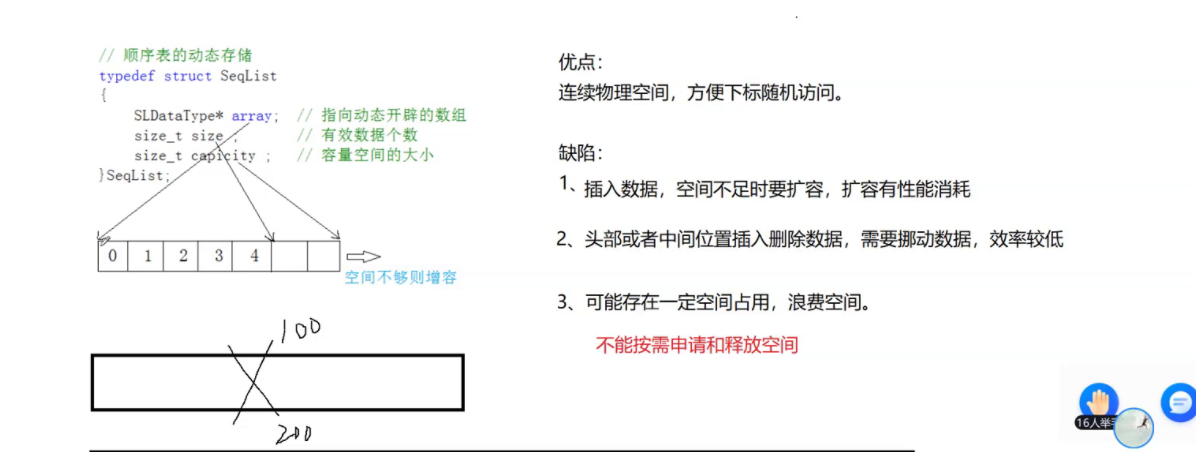 // 顺序表的动态存储
typedef struct SeqList
{
SLDataType* array; // 指向动态开辟的数组
size_t size ; // 有效数据个数
size_t capicity ; // 容量空间的大小
}SeqList;
0 1 2 3 4
空间不够则增容
100
200
优点：
连续物理空间，方便下标随机访问。
缺陷：
1、插入数据，空间不足时要扩容，扩容有性能消耗
2、头部或者中间位置插入删除数据，需要挪动数据，效率较低
3、可能存在一定空间占用，浪费空间。
不能按需申请和释放空间
16人举手